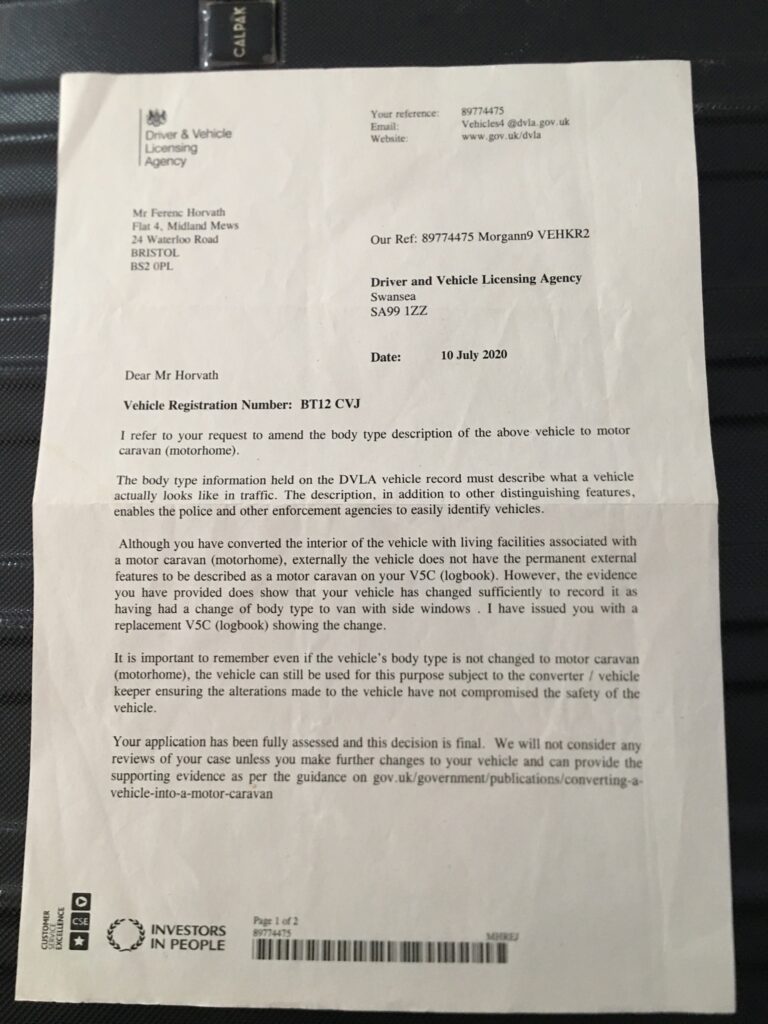 CALPAK
Driver & Vehicle
Licensing
Agency
Your reference: 89774475
Email: Vehicles4 @dvla.gov.uk
Website: www.gov.uk/dvla
Mr Ferenc Horvath
Flat 4, Midland Mews
24 Waterloo Road
BRISTOL
BS2 0PL
Our Ref: 89774475 Morgann9 VEHKR2
Driver and Vehicle Licensing Agency
Swansea
SA99 1ZZ
Date: 10 July 2020
Dear Mr Horvath
Vehicle Registration Number: BT12 CVJ
I refer to your request to amend the body type description of the above vehicle to motor
caravan (motorhome).
The body type information held on the DVLA vehicle record must describe what a vehicle
actually looks like in traffic. The description, in addition to other distinguishing features,
enables the police and other enforcement agencies to easily identify vehicles.
Although you have converted the interior of the vehicle with living facilities associated with
a motor caravan (motorhome), externally the vehicle does not have the permanent external
features to be described as a motor caravan on your V5C (logbook). However, the evidence
you have provided does show that your vehicle has changed sufficiently to record it as
having had a change of body type to van with side windows . I have issued you with a
replacement V5C (logbook) showing the change.
It is important to remember even if the vehicle's body type is not changed to motor caravan
(motorhome), the vehicle can still be used for this purpose subject to the converter / vehicle
keeper ensuring the alterations made to the vehicle have not compromised the safety of the
vehicle.
Your application has been fully assessed and this decision is final. We will not consider any
reviews of your case unless you make further changes to your vehicle and can provide the
supporting evidence as per the guidance on gov.uk/government/publications/converting-a-
vehicle-into-a-motor-caravan
CUSTOMER
SERVICE
EXCELLENCE
CSE
INVESTORS
IN PEOPLE
Page 1 of 2
89774475 MHREJ